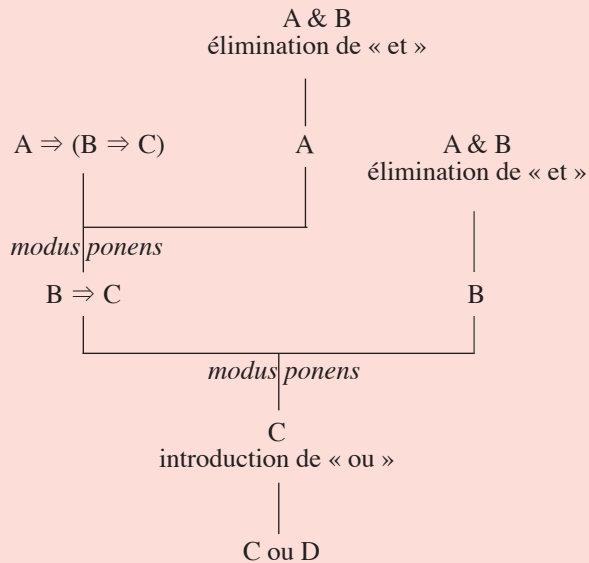 A & B
élimination de « et »
A ⇒ (B ⇒ C)
A
A & B
élimination de « et »
modus ponens
B ⇒ C
B
modus ponens
C
introduction de « ou »
C ou D